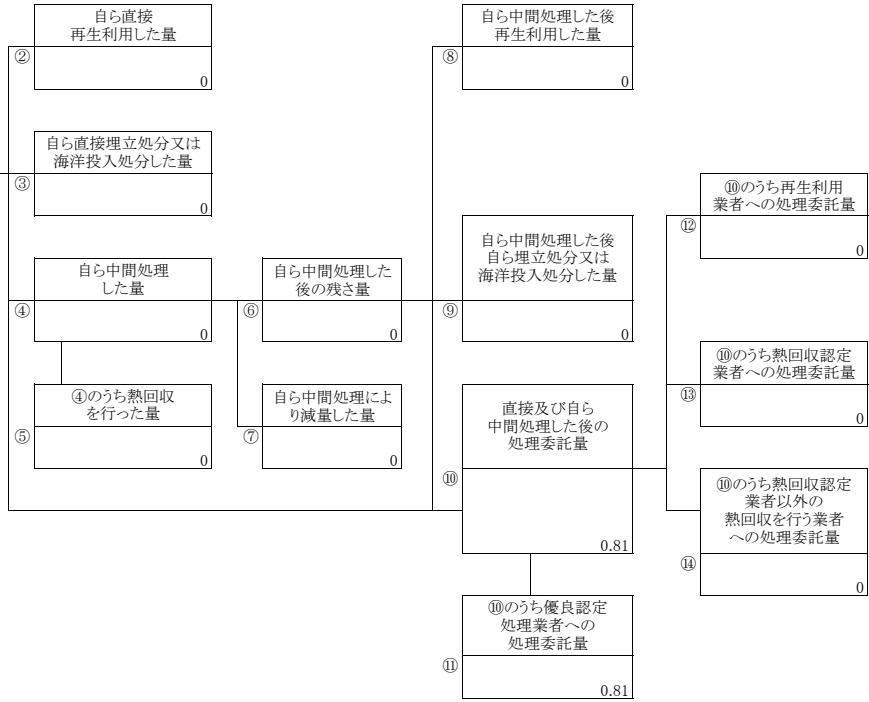 自ら直接
再生利用した量
②
0
自ら直接埋立処分又は
海洋投入処分した量
③
0
自ら中間処理
した量
④
0
④のうち熱回収
を行った量
⑤
0
自ら中間処理した
後の残さ量
⑥
0
自ら中間処理によ
り減量した量
⑦
0
自ら中間処理した後
再生利用した量
⑧
0
自ら中間処理した後
自ら埋立処分又は
海洋投入処分した量
⑨
0
直接及び自ら
中間処理した後の
処理委託量
⑩
0.81
⑩のうち優良認定
処理業者への
処理委託量
⑪
0.81
⑩のうち再生利用
業者への処理委託量
⑫
0
⑩のうち熱回収認定
業者への処理委託量
⑬
0
⑩のうち熱回収認定
業者以外の
熱回収を行う業者
への処理委託量
⑭
0